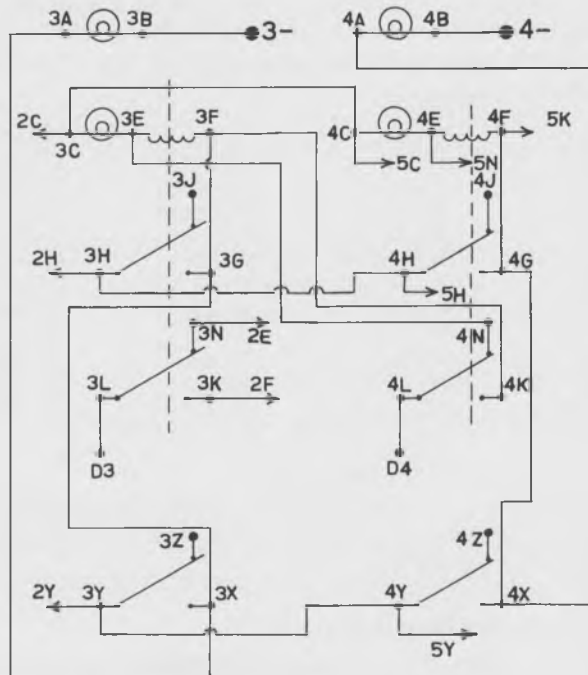 3A 3B 3- 4A 4B 4-
2C 3C 3E 3F 4C 4E 4F 5K
5C 5N
3J 4J
2H 3H 3G 4H 4G
5H
3N 2E 4N
3L 3K 2F 4L 4K
D3 D4
3Z 4Z
2Y 3Y 3X 4Y 4X
5Y